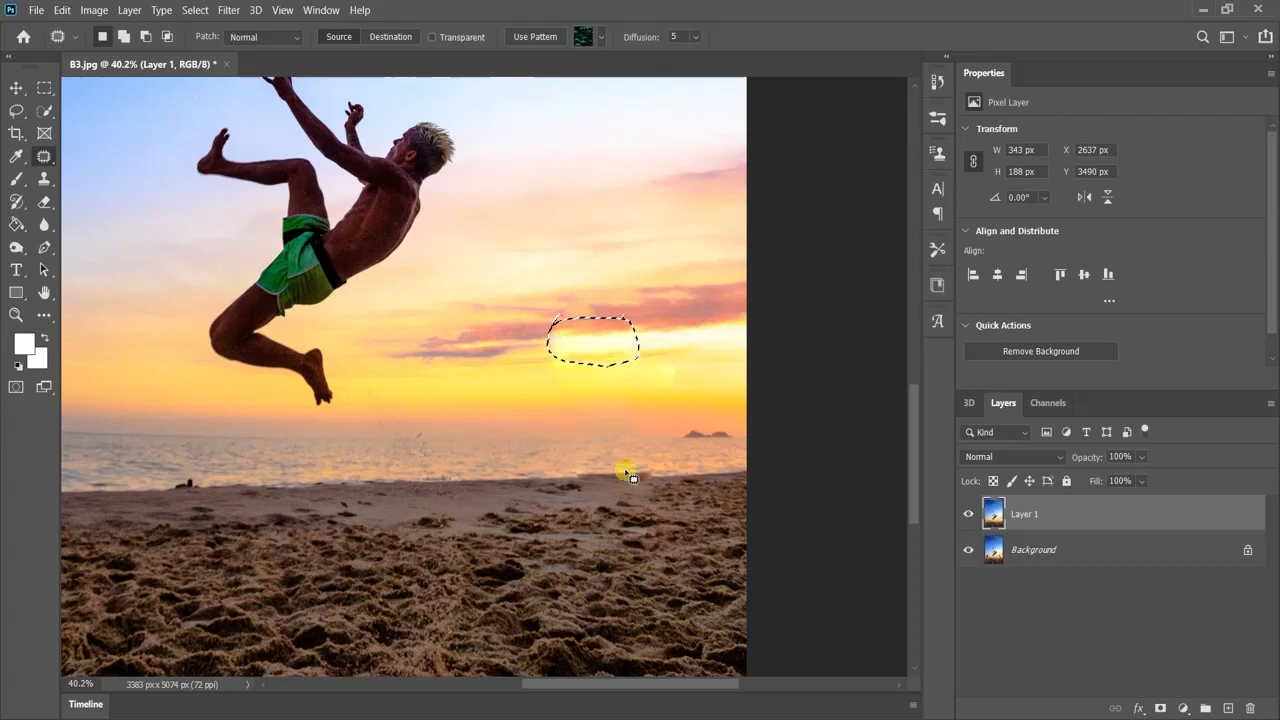 Ps File Edit Image Layer Type Select Filter 3D View Window Help
Patch: Normal Source Destination Transparent Use Pattern Diffusion: 5
B3.jpg @ 40.2% (Layer 1, RGB/8) *
Properties
Pixel Layer
Transform
W 343 px X 2637 px
H 188 px Y 3490 px
0.00°
Align and Distribute
Align:
Quick Actions
Remove Background
3D Layers Channels
Kind
Normal Opacity: 100%
Lock: Fill: 100%
Layer 1
Background
40.2% 3383 px x 5074 px (72 ppi)
Timeline